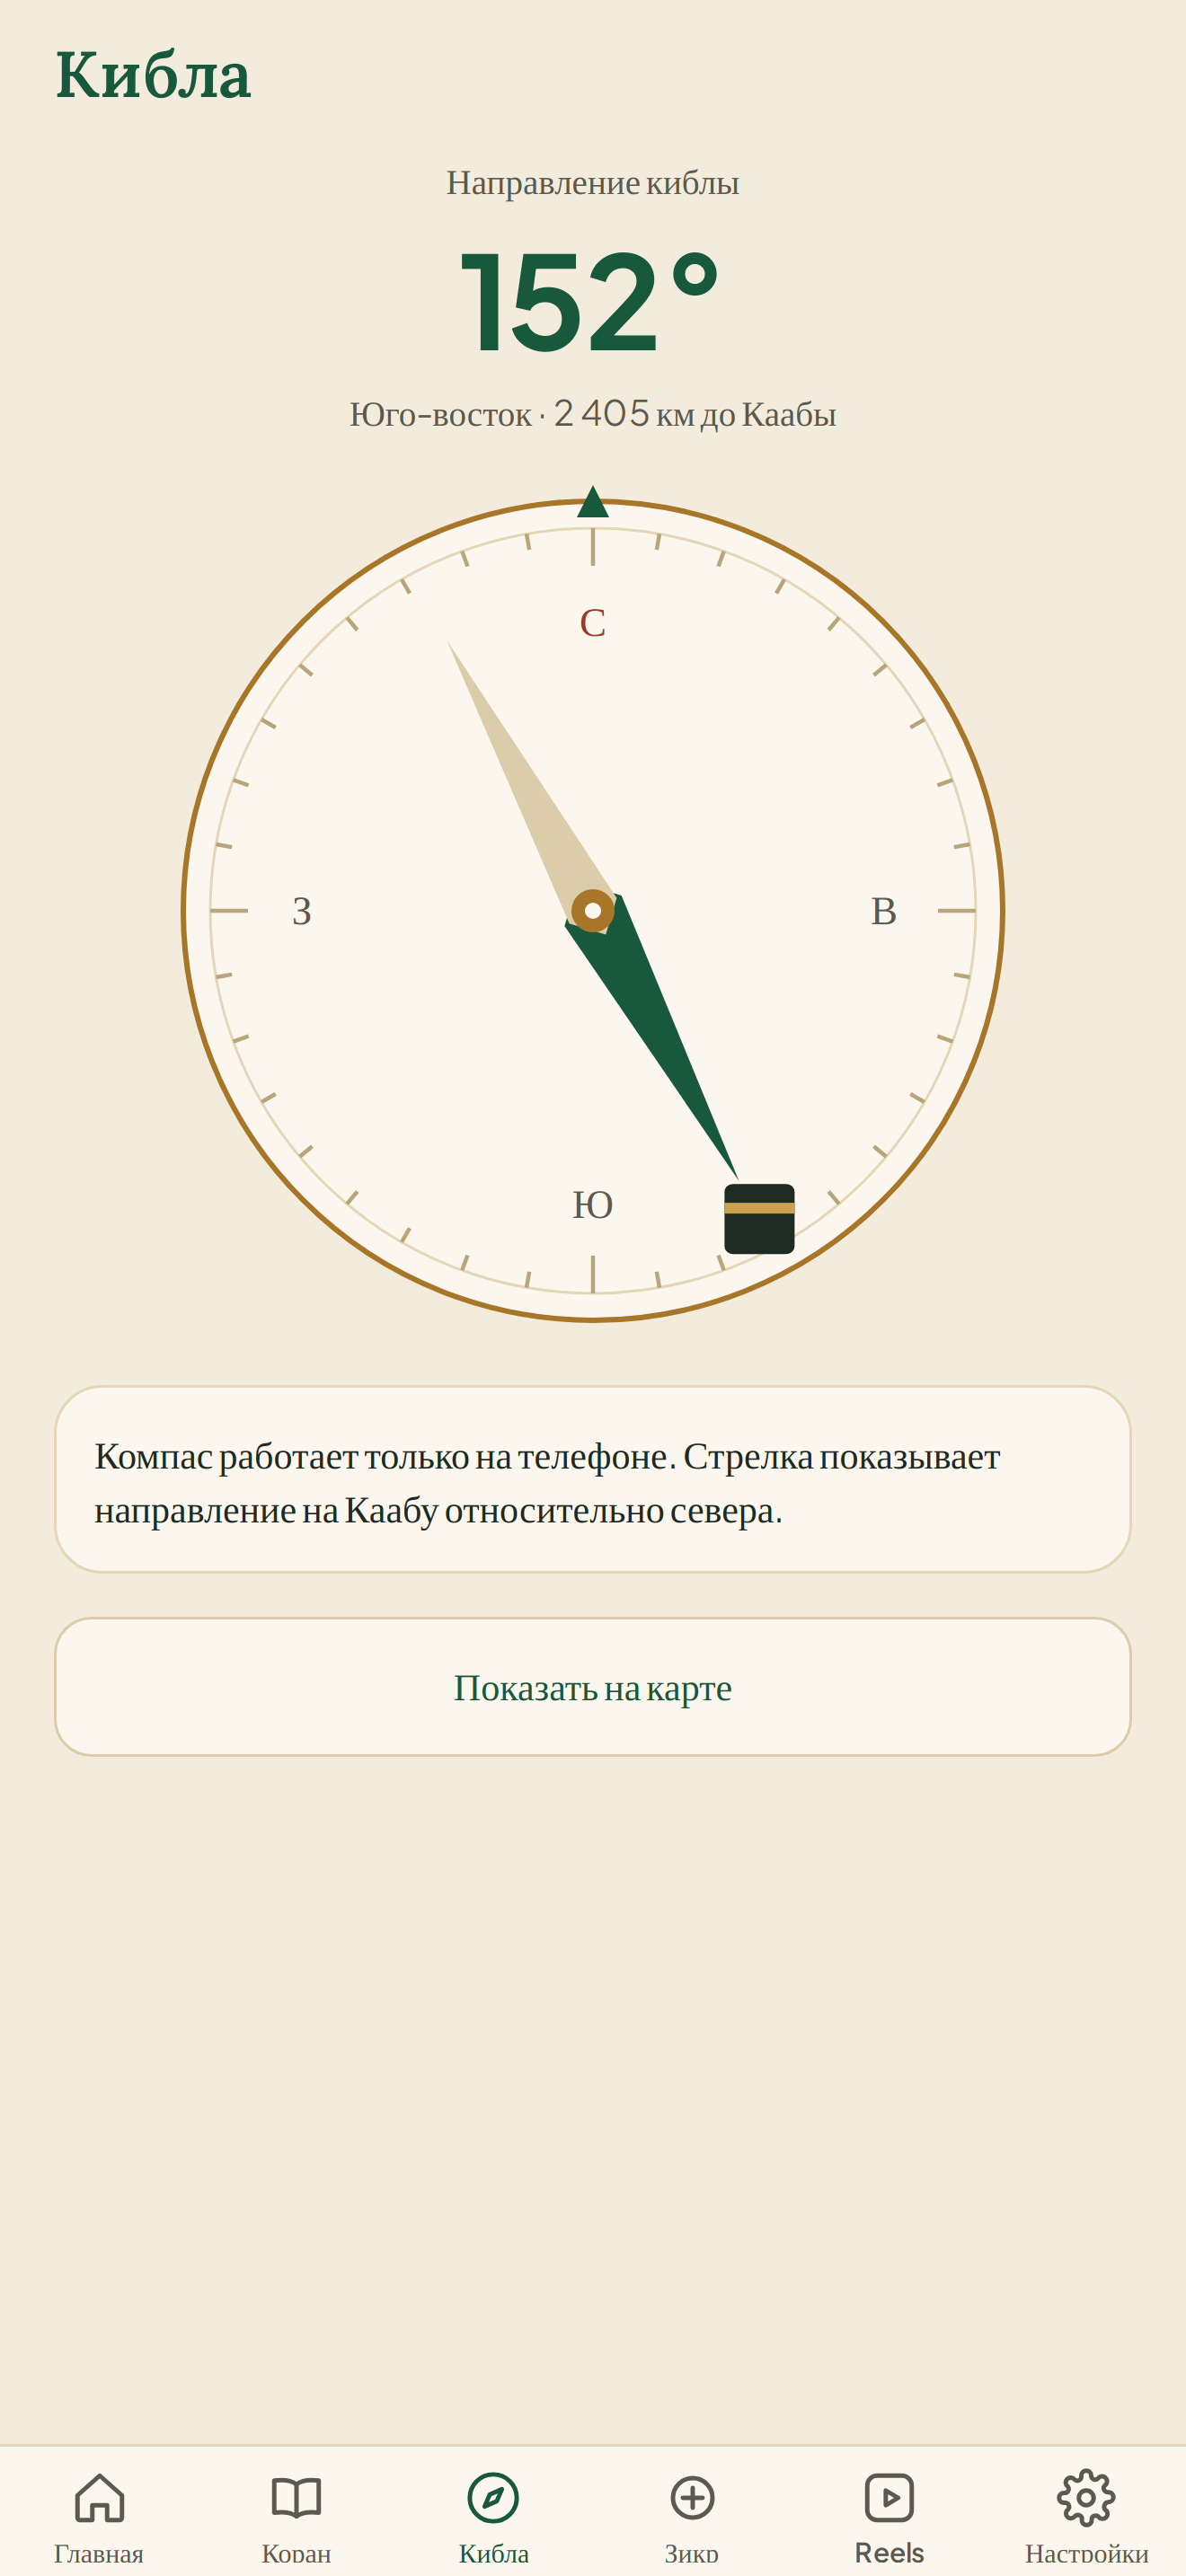 Кибла
Направление киблы
152°
Юго-восток · 2 405 км до Каабы
С
З
В
Ю
Компас работает только на телефоне. Стрелка показывает
направление на Каабу относительно севера.
Показать на карте
Главная
Коран
Кибла
Зикр
Reels
Настройки